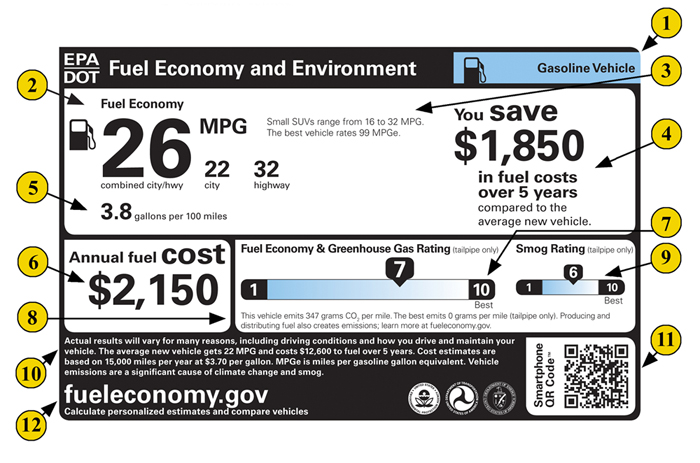 1
EPA
DOT
Fuel Economy and Environment
Gasoline Vehicle
2
3
Fuel Economy
26
MPG
combined city/hwy
22
city
32
highway
Small SUVs range from 16 to 32 MPG.
The best vehicle rates 99 MPGe.
You save
$1,850
in fuel costs
over 5 years
compared to the
average new vehicle.
4
5
3.8 gallons per 100 miles
6
Annual fuel cost
$2,150
7
Fuel Economy & Greenhouse Gas Rating (tailpipe only)
1
7
10
Best
This vehicle emits 347 grams CO2 per mile. The best emits 0 grams per mile (tailpipe only). Producing and
distributing fuel also creates emissions; learn more at fueleconomy.gov.
8
Smog Rating (tailpipe only)
1
6
10
Best
9
10
Actual results will vary for many reasons, including driving conditions and how you drive and maintain your
vehicle. The average new vehicle gets 22 MPG and costs $12,600 to fuel over 5 years. Cost estimates are
based on 15,000 miles per year at $3.70 per gallon. MPGe is miles per gasoline gallon equivalent. Vehicle
emissions are a significant cause of climate change and smog.
11
Smartphone
QR Code™
12
fueleconomy.gov
Calculate personalized estimates and compare vehicles